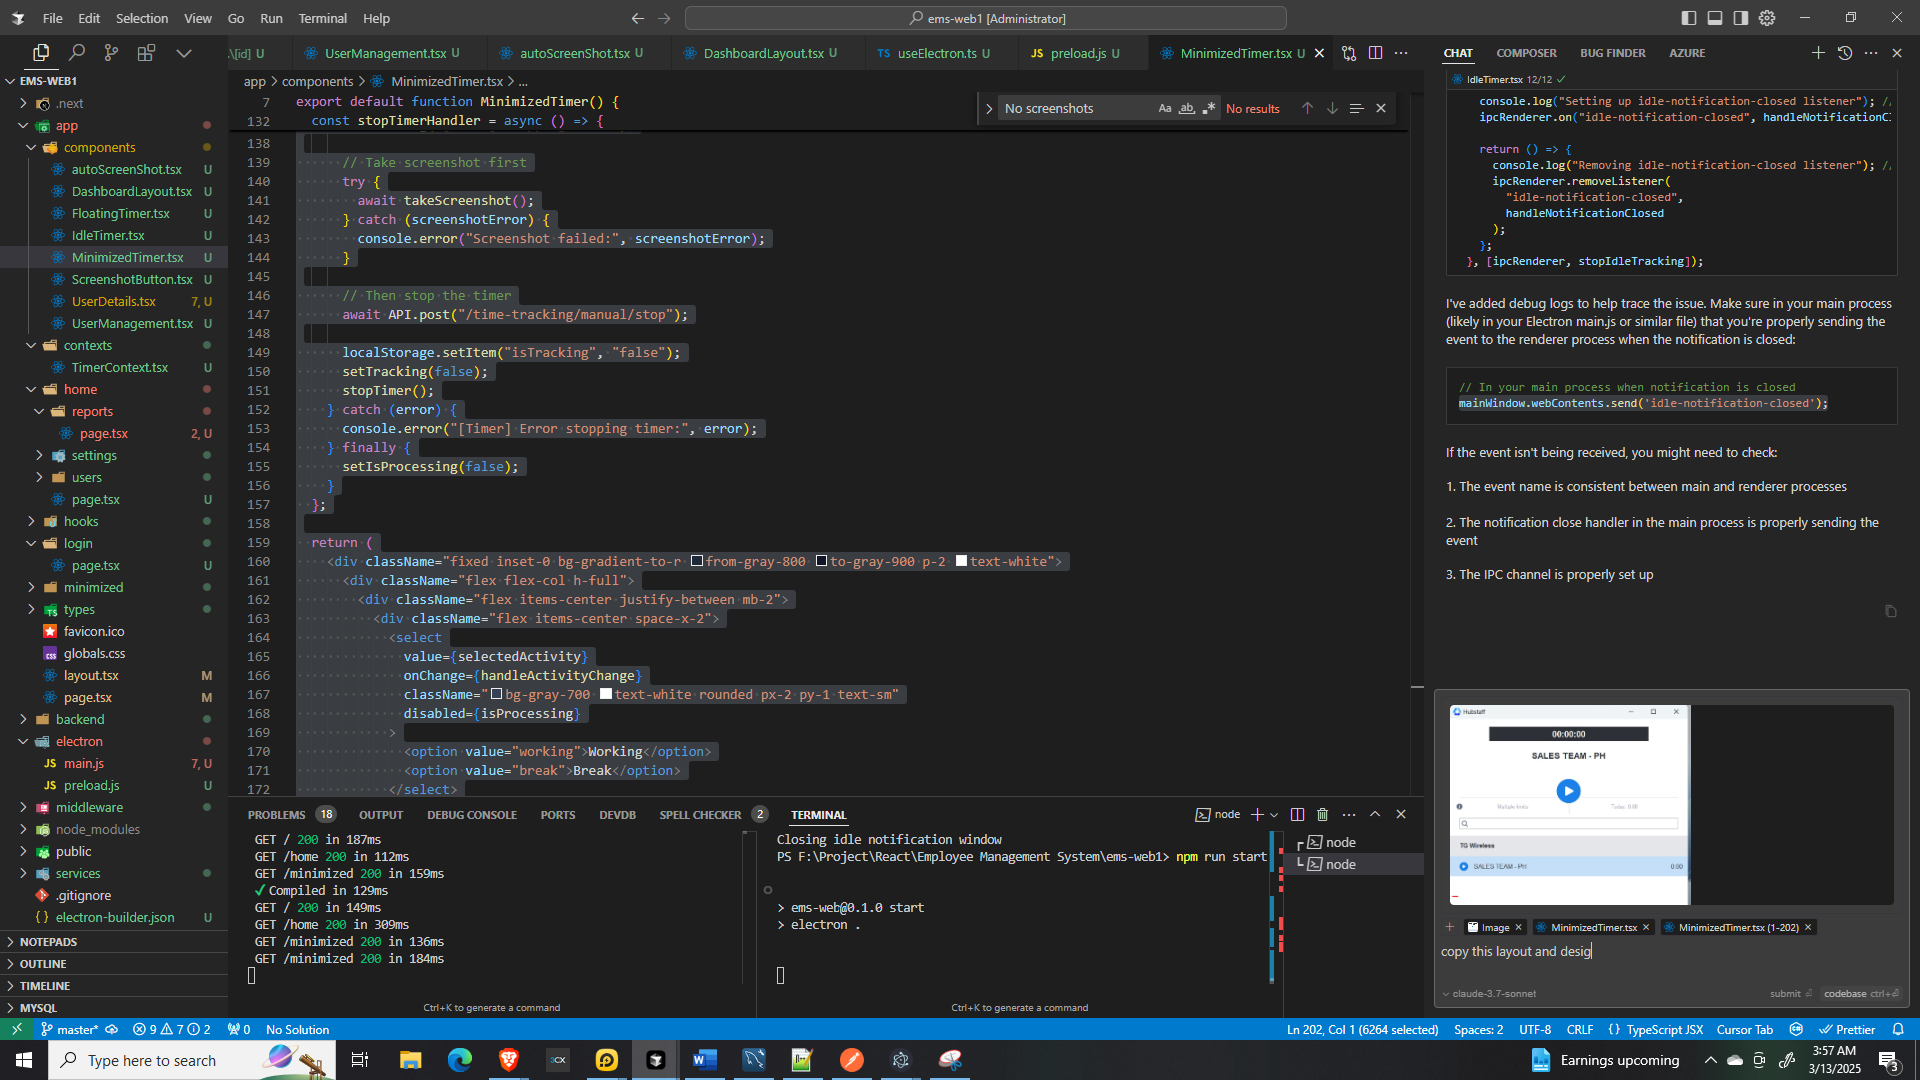 File Edit Selection View Go Run Terminal Help
ems-web1 [Administrator]
EMS-WEB1
.next
app
components
autoScreenShot.tsx U
DashboardLayout.tsx U
FloatingTimer.tsx U
IdleTimer.tsx U
MinimizedTimer.tsx U
ScreenshotButton.tsx U
UserDetails.tsx 7, U
UserManagement.tsx U
contexts
TimerContext.tsx U
home
reports
page.tsx 2, U
settings
users
page.tsx U
hooks
login
page.tsx U
minimized
types
favicon.ico
globals.css
layout.tsx M
page.tsx M
backend
electron
JS main.js 7, U
JS preload.js U
middleware
node_modules
public
services
.gitignore
{ } electron-builder.json U
NOTEPADS
OUTLINE
TIMELINE
MYSQL
.\[id] U UserManagement.tsx U autoScreenShot.tsx U DashboardLayout.tsx U TS useElectron.ts U JS preload.js U MinimizedTimer.tsx U
app > components > MinimizedTimer.tsx > ...
No screenshots Aa ab No results
7 export default function MinimizedTimer() {
132 const stopTimerHandler = async () => {
138
139 // Take screenshot first
140 try {
141 await takeScreenshot();
142 } catch (screenshotError) {
143 console.error("Screenshot failed:", screenshotError);
144 }
145
146 // Then stop the timer
147 await API.post("/time-tracking/manual/stop");
148
149 localStorage.setItem("isTracking", "false");
150 setTracking(false);
151 stopTimer();
152 } catch (error) {
153 console.error("[Timer] Error stopping timer:", error);
154 } finally {
155 setIsProcessing(false);
156 }
157 };
158
159 return (
160 <div className="fixed inset-0 bg-gradient-to-r from-gray-800 to-gray-900 p-2 text-white">
161 <div className="flex flex-col h-full">
162 <div className="flex items-center justify-between mb-2">
163 <div className="flex items-center space-x-2">
164 <select
165 value={selectedActivity}
166 onChange={handleActivityChange}
167 className="bg-gray-700 text-white rounded px-2 py-1 text-sm"
168 disabled={isProcessing}
169 >
170 <option value="working">Working</option>
171 <option value="break">Break</option>
172 </select>
PROBLEMS 18 OUTPUT DEBUG CONSOLE PORTS DEVDB SPELL CHECKER 2 TERMINAL
node
GET / 200 in 187ms
GET /home 200 in 112ms
GET /minimized 200 in 159ms
✓ Compiled in 129ms
GET / 200 in 149ms
GET /home 200 in 309ms
GET /minimized 200 in 136ms
GET /minimized 200 in 184ms
Ctrl+K to generate a command
Closing idle notification window
PS F:\Project\React\Employee Management System\ems-web1> npm run start
> ems-web@0.1.0 start
> electron .
Ctrl+K to generate a command
node
node
CHAT COMPOSER BUG FINDER AZURE
IdleTimer.tsx 12/12 ✓
console.log("Setting up idle-notification-closed listener"); /
ipcRenderer.on("idle-notification-closed", handleNotificationCl
return () => {
console.log("Removing idle-notification-closed listener"); /
ipcRenderer.removeListener(
"idle-notification-closed",
handleNotificationClosed
);
};
}, [ipcRenderer, stopIdleTracking]);
I've added debug logs to help trace the issue. Make sure in your main process
(likely in your Electron main.js or similar file) that you're properly sending the
event to the renderer process when the notification is closed:
// In your main process when notification is closed
mainWindow.webContents.send('idle-notification-closed');
If the event isn't being received, you might need to check:
1. The event name is consistent between main and renderer processes
2. The notification close handler in the main process is properly sending the
event
3. The IPC channel is properly set up
Hubstaff
00:00:00
SALES TEAM - PH
Today: 0:00
TG Wireless
SALES TEAM - PH 0:00
Image MinimizedTimer.tsx MinimizedTimer.tsx (1-202)
copy this layout and desig
claude-3.7-sonnet submit codebase ctrl+
master* 9 7 2 0 No Solution
Ln 202, Col 1 (6264 selected) Spaces: 2 UTF-8 CRLF { } TypeScript JSX Cursor Tab Prettier
Type here to search
Earnings upcoming
3:57 AM
3/13/2025
3